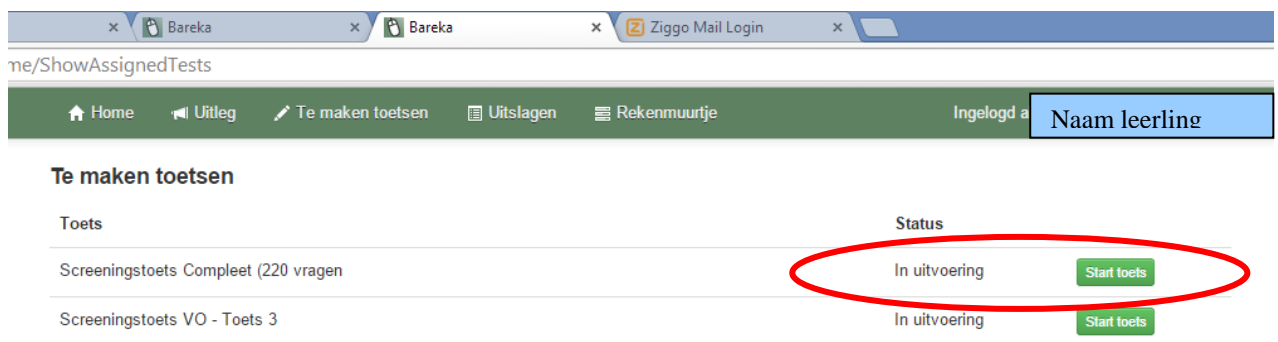 Bareka Bareka Ziggo Mail Login
me/ShowAssignedTests
Home Uitleg Te maken toetsen Uitslagen Rekenmuurtje Ingelogd a Naam leerling
Te maken toetsen
Toets Status
Screeningstoets Compleet (220 vragen In uitvoering Start toets
Screeningstoets VO - Toets 3 In uitvoering Start toets